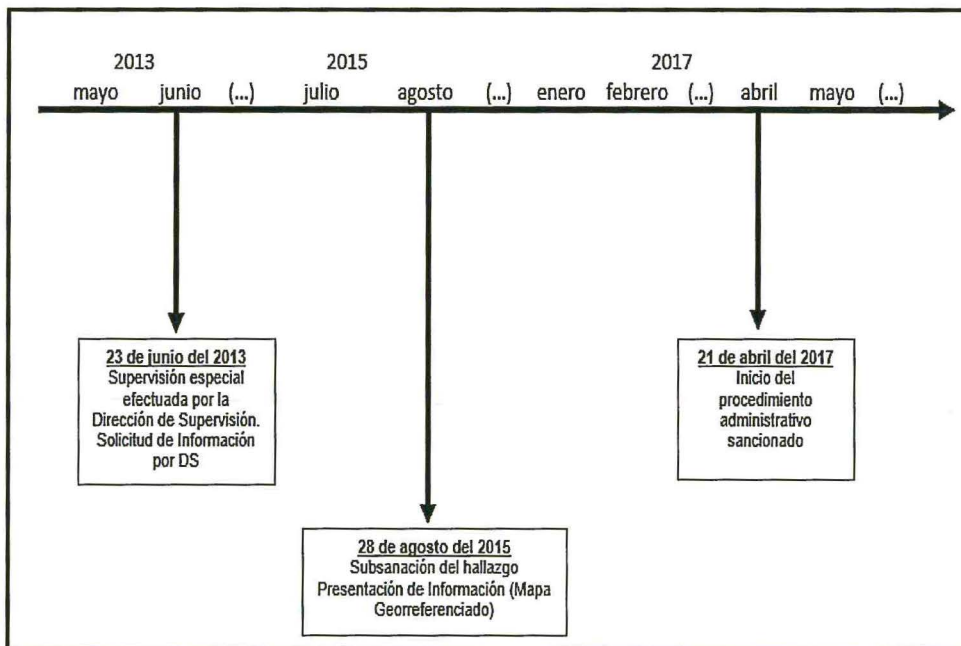 2013 2015 2017
mayo junio (...) julio agosto (...) enero febrero (...) abril mayo (...)
23 de junio del 2013
Supervisión especial
efectuada por la
Dirección de Supervisión.
Solicitud de Información
por DS
28 de agosto del 2015
Subsanación del hallazgo
Presentación de Información (Mapa
Georreferenciado)
21 de abril del 2017
Inicio del
procedimiento
administrativo
sancionado